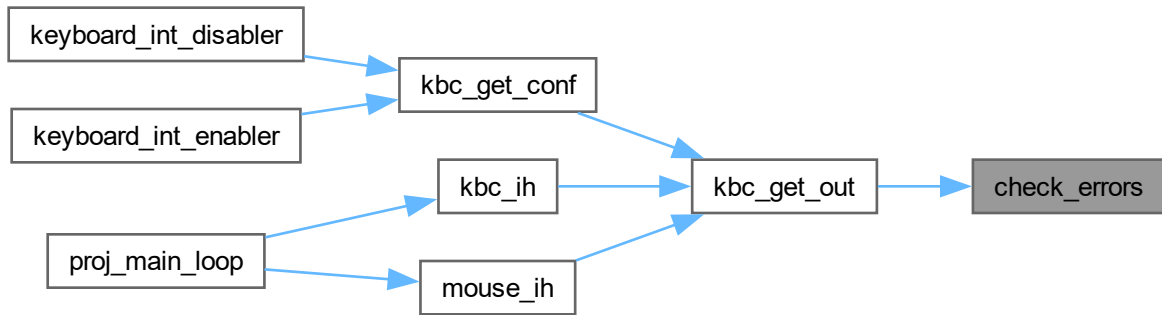 keyboard_int_disabler
keyboard_int_enabler
kbc_get_conf
kbc_ih
proj_main_loop
mouse_ih
kbc_get_out
check_errors